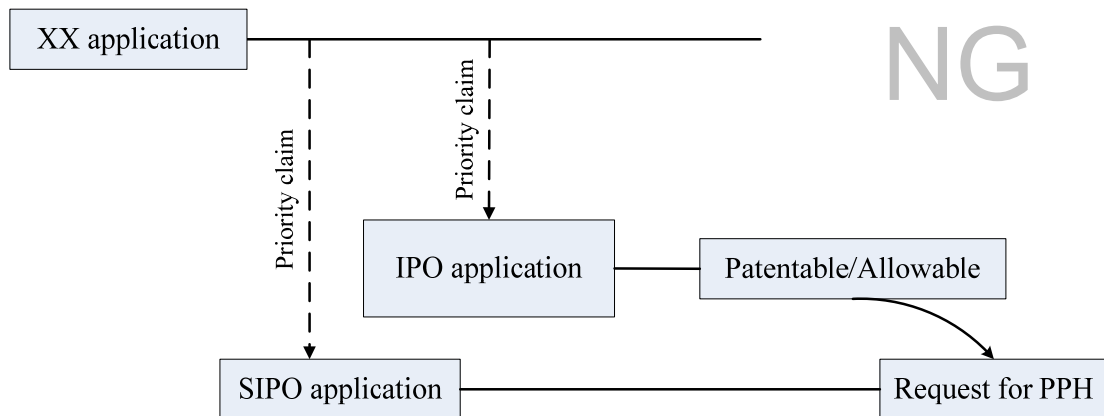 XX application
NG
Priority claim
Priority claim
IPO application
Patentable/Allowable
SIPO application
Request for PPH